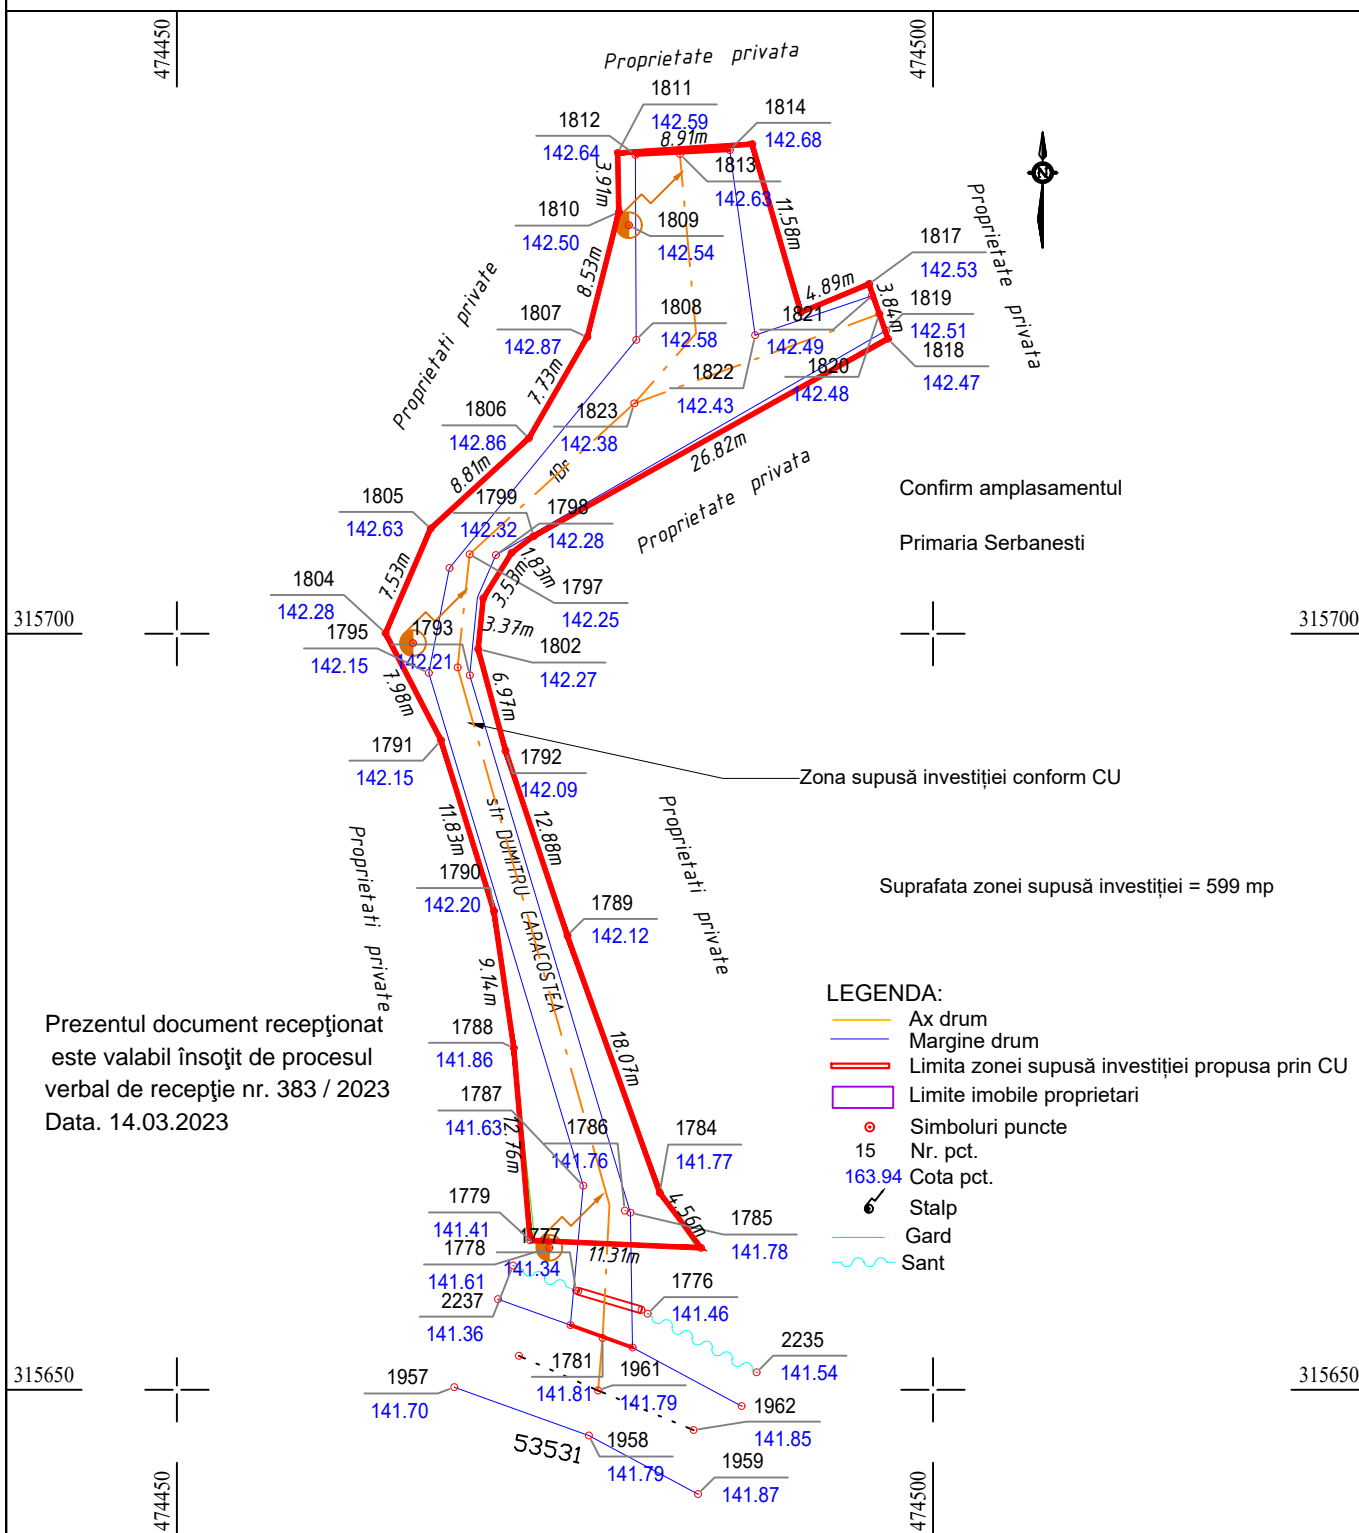 474450
474500
Proprietate privata
1811
142.59
1812
142.64
1814
142.68
8.91m
3.91m
1813
142.63
1810
142.50
1809
142.54
11.58m
N
Proprietate privata
1817
142.53
4.89m
3.84m
8.53m
Proprietati private
1807
142.87
1808
142.58
1821
142.49
1819
142.51
1818
142.47
1820
142.48
1822
142.43
7.73m
1806
142.86
1823
142.38
26.82m
8.81m
1Dr
Proprietate privata
Confirm amplasamentul
Primaria Serbanesti
1805
142.63
1799
142.32
1798
142.28
1.83m
3.53m
7.53m
1804
142.28
1797
142.25
315700
315700
1795
142.15
1793
142.21
3.37m
1802
142.27
7.98m
6.97m
1791
142.15
1792
142.09
Zona supusă investiției conform CU
11.83m
12.88m
str DUMITRU CARACOSTEA
Proprietati private
Proprietati private
1790
142.20
1789
142.12
Suprafata zonei supusă investiției = 599 mp
9.14m
18.07m
Prezentul document recepţionat
este valabil însoţit de procesul
verbal de recepţie nr. 383 / 2023
Data. 14.03.2023
1788
141.86
1787
141.63
12.76m
1786
141.76
1784
141.77
4.56m
1779
141.41
1777
141.34
11.31m
1785
141.78
1778
141.61
2237
141.36
1776
141.46
2235
141.54
LEGENDA:
Ax drum
Margine drum
Limita zonei supusă investiției propusa prin CU
Limite imobile proprietari
Simboluri puncte
15 Nr. pct.
163.94 Cota pct.
Stalp
Gard
Sant
315650
315650
1957
141.70
1781
141.81
1961
141.79
1962
141.85
53531
1958
141.79
1959
141.87
474450
474500